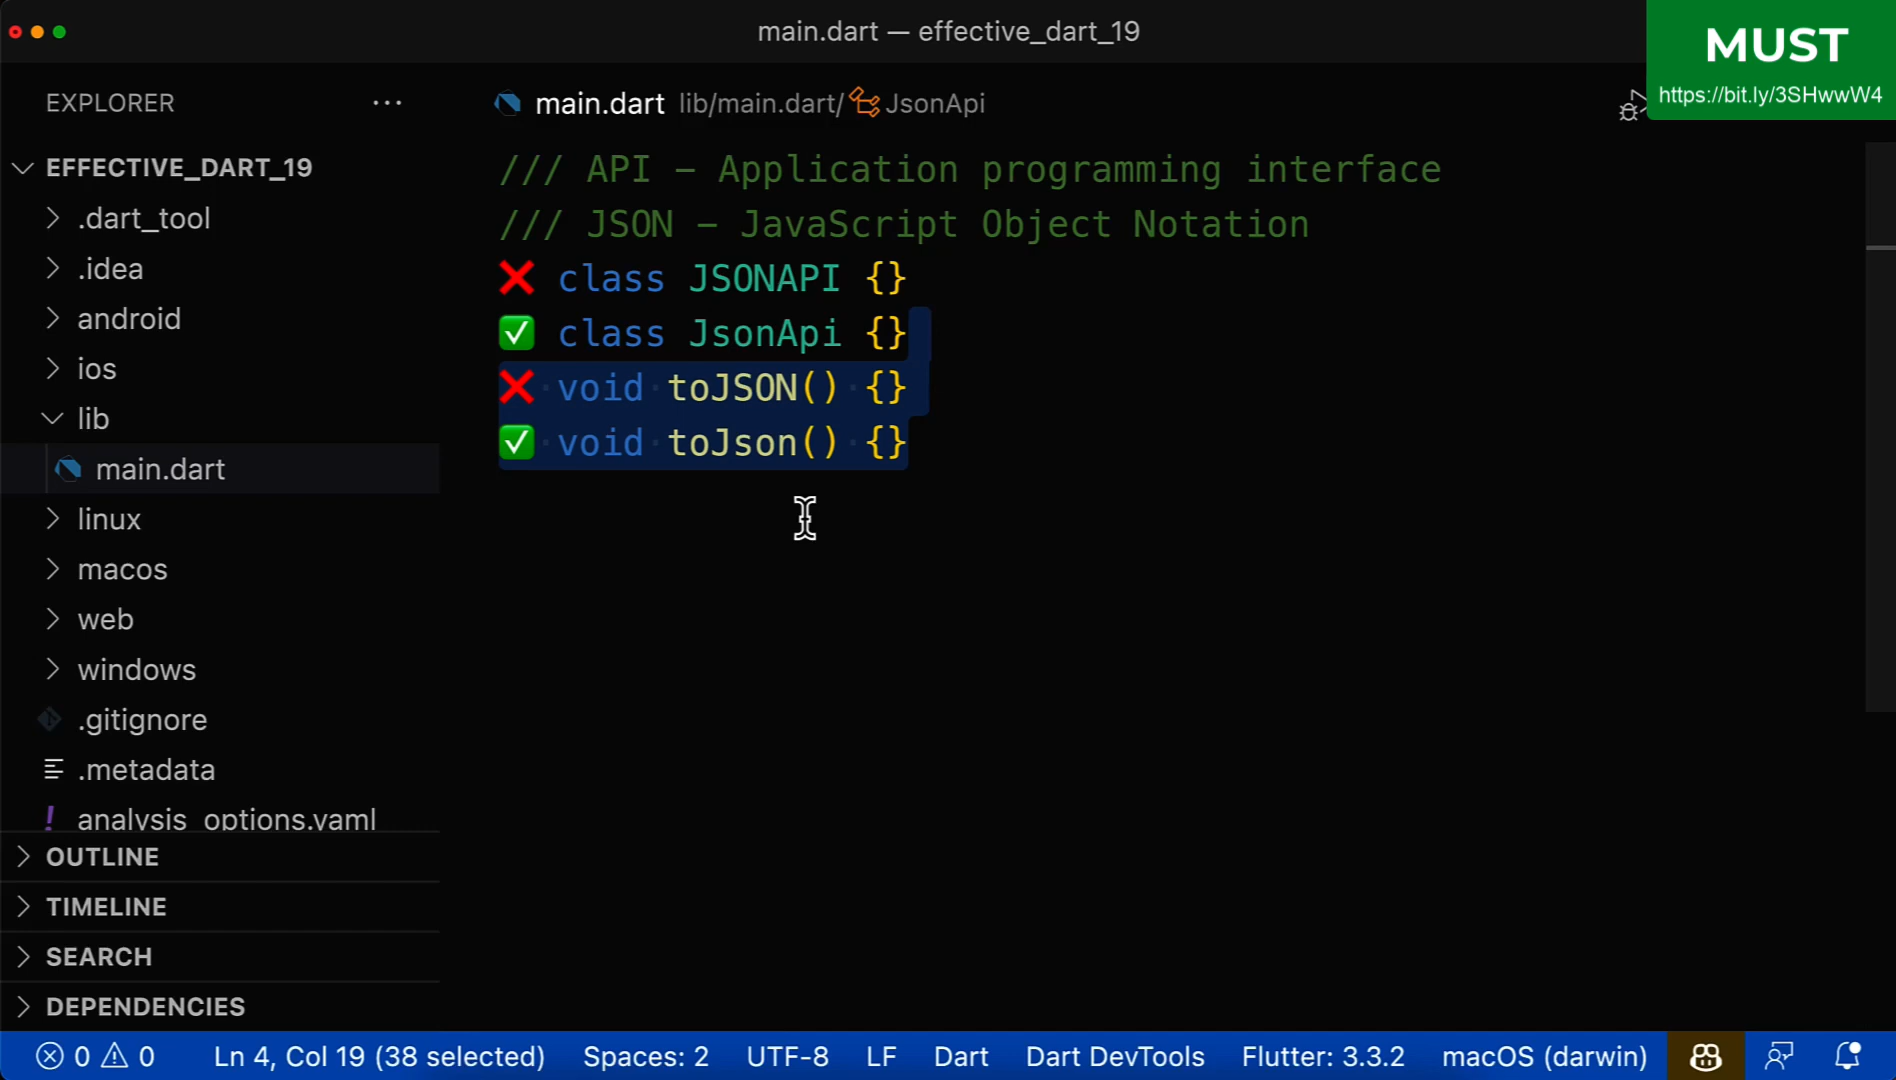 main.dart — effective_dart_19
MUST
https://bit.ly/3SHwwW4
EXPLORER
main.dart lib/main.dart/ JsonApi
EFFECTIVE_DART_19
.dart_tool
.idea
android
ios
lib
main.dart
linux
macos
web
windows
.gitignore
.metadata
analysis_options.yaml
OUTLINE
TIMELINE
SEARCH
DEPENDENCIES
/// API – Application programming interface
/// JSON – JavaScript Object Notation
❌ class JSONAPI {}
✅ class JsonApi {}
❌ void toJSON() {}
✅ void toJson() {}
0 0 Ln 4, Col 19 (38 selected) Spaces: 2 UTF-8 LF Dart Dart DevTools Flutter: 3.3.2 macOS (darwin)